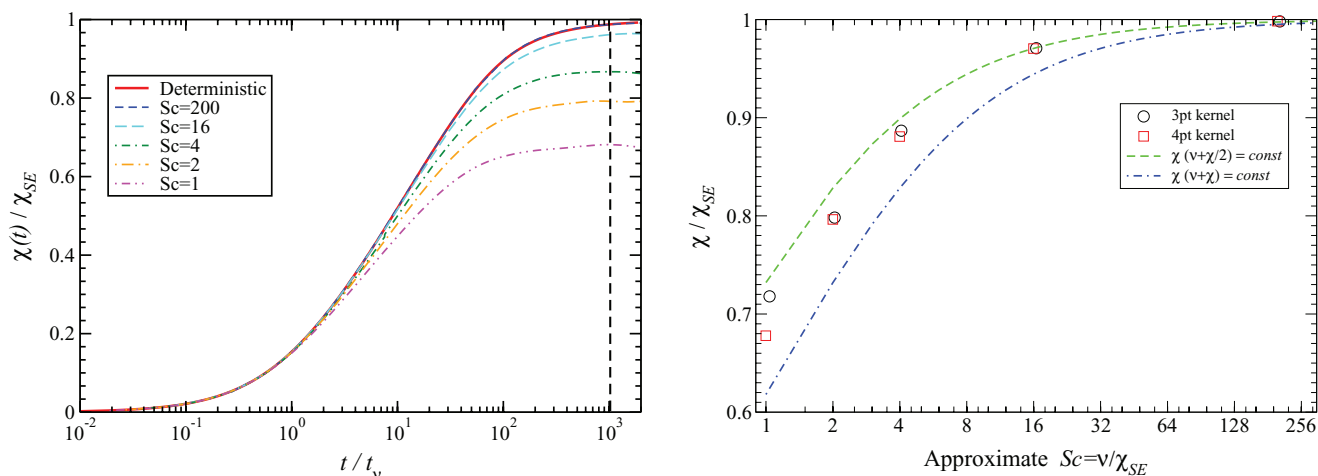 χ(t) / χ_SE
1
0.8
0.6
0.4
0.2
0
Deterministic
Sc=200
Sc=16
Sc=4
Sc=2
Sc=1
10^-2
10^-1
10^0
10^1
10^2
10^3
t / t_ν
χ / χ_SE
1
0.9
0.8
0.7
0.6
3pt kernel
4pt kernel
χ (ν+χ/2) = const
χ (ν+χ) = const
1 2 4 8 16 32 64 128 256
Approximate Sc=ν/χ_SE